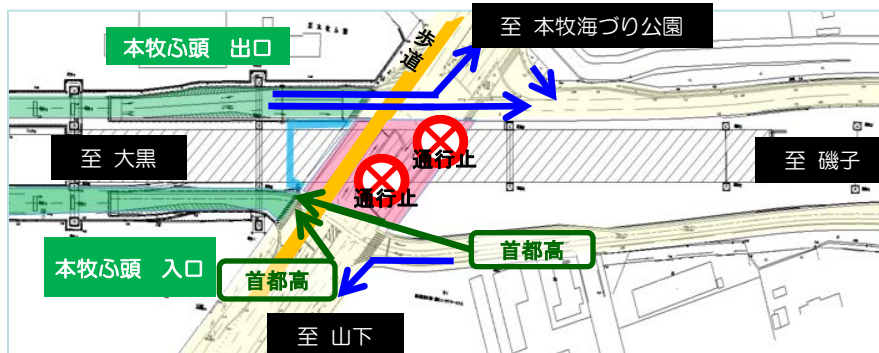 本牧ふ頭 出口
歩道
至 本牧海づり公園
至 大黒
通行止
通行止
至 磯子
本牧ふ頭 入口
首都高
首都高
至 山下